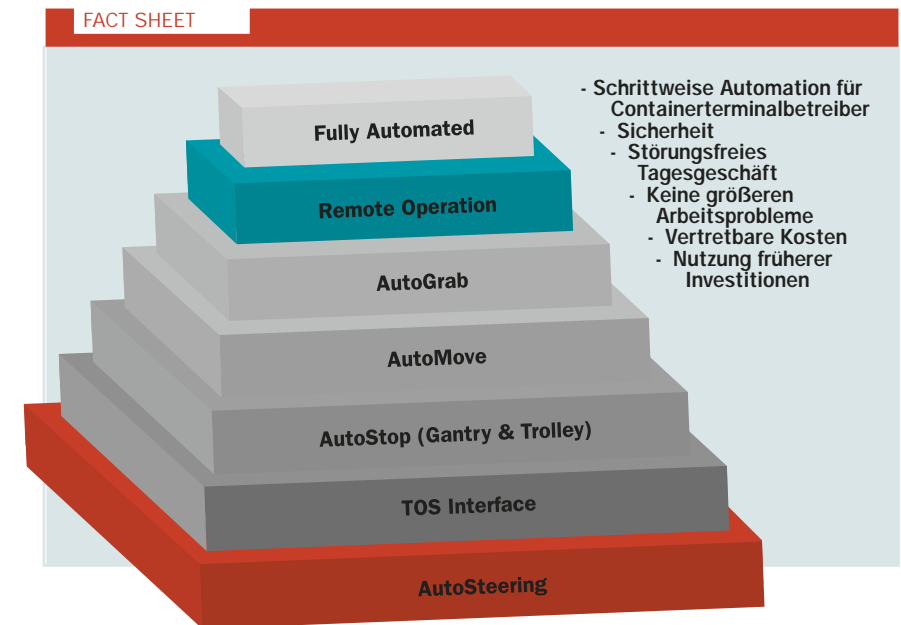 FACT SHEET
- Schrittweise Automation für
Containerterminalbetreiber
- Sicherheit
- Störungsfreies
Tagesgeschäft
- Keine größeren
Arbeitsprobleme
- Vertretbare Kosten
- Nutzung früherer
Investitionen
Fully Automated
Remote Operation
AutoGrab
AutoMove
AutoStop (Gantry & Trolley)
TOS Interface
AutoSteering